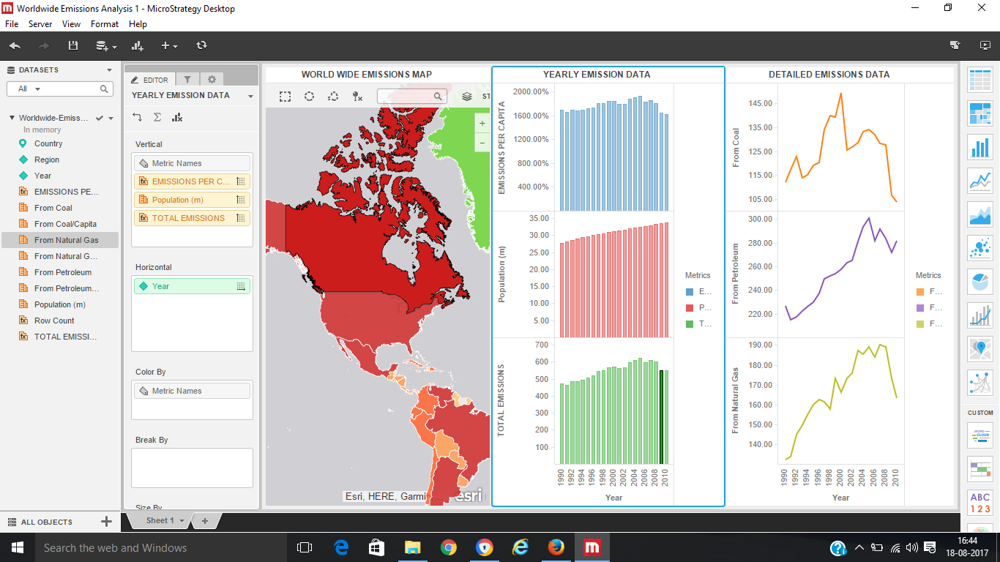 Worldwide Emissions Analysis 1 - MicroStrategy Desktop
File Server View Format Help
DATASETS
All
Worldwide-Emiss...
In memory
Country
Region
Year
EMISSIONS PE...
From Coal
From Coal/Capita
From Natural Gas
From Natural G...
From Petroleum
From Petroleum...
Population (m)
Row Count
TOTAL EMISSI...
ALL OBJECTS
EDITOR
YEARLY EMISSION DATA
Vertical
Metric Names
EMISSIONS PER C...
Population (m)
TOTAL EMISSIONS
Horizontal
Year
Color By
Metric Names
Break By
Size By
WORLD WIDE EMISSIONS MAP
ST
+
−
Esri, HERE, Garmi
esri
YEARLY EMISSION DATA
EMISSIONS PER CAPITA
2000.00%
1600.00%
1200.00%
800.00%
400.00%
Population (m)
35.00
30.00
25.00
20.00
15.00
10.00
5.00
TOTAL EMISSIONS
700
600
500
400
300
200
100
1990 1992 1994 1996 1998 2000 2002 2004 2006 2008 2010
Year
Metrics
E...
P...
T...
DETAILED EMISSIONS DATA
From Coal
145.00
135.00
125.00
115.00
105.00
From Petroleum
300.00
280.00
260.00
240.00
220.00
From Natural Gas
190.00
180.00
170.00
160.00
150.00
140.00
1990 1992 1994 1996 1998 2000 2002 2004 2006 2008 2010
Year
Metrics
F...
F...
F...
CUSTOM
WORD
CLOUD
ABC
123
Sheet 1
+
Search the web and Windows
16:44
18-08-2017